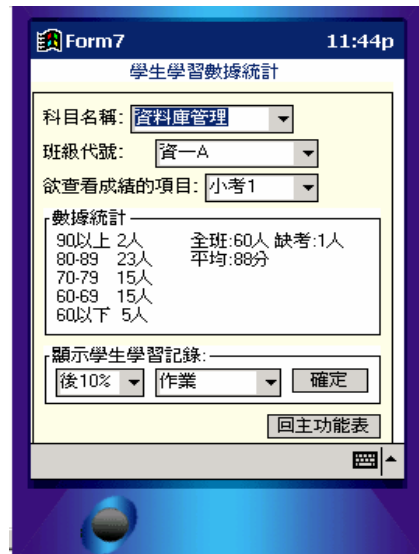 Form7 11:44p
學生學習數據統計
科目名稱: 資料庫管理
班級代號: 資一A
欲查看成績的項目: 小考1
數據統計
90以上 2人 全班:60人 缺考:1人
80-89 23人 平均:88分
70-79 15人
60-69 15人
60以下 5人
顯示學生學習記錄:
後10% 作業 確定
回主功能表